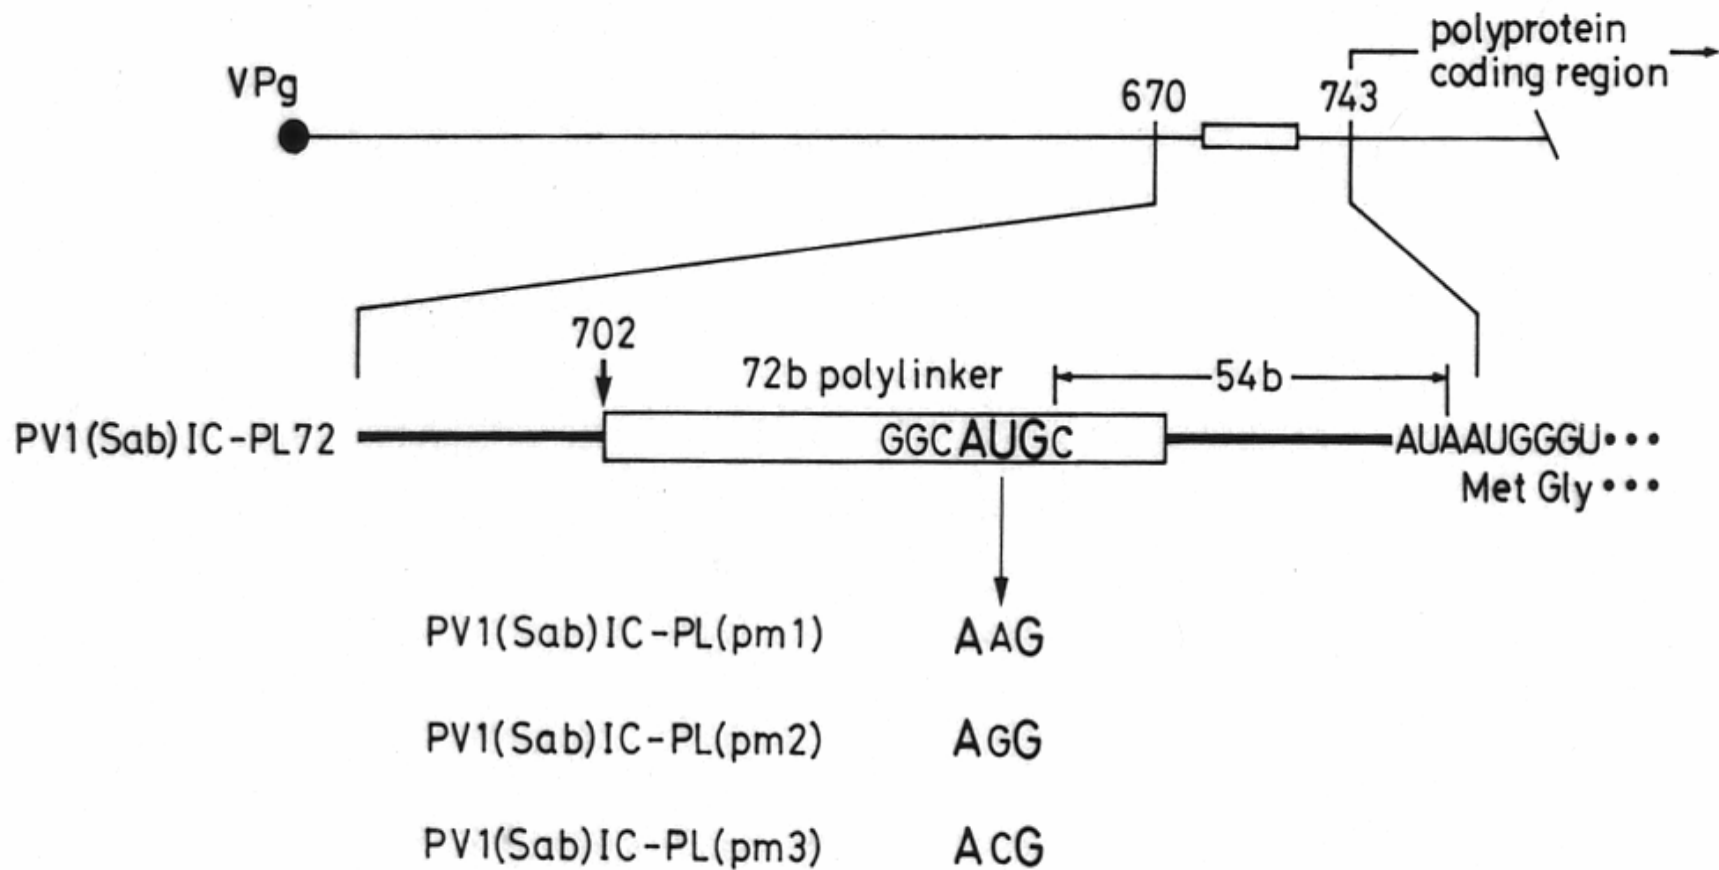 polyprotein
coding region
VPg
670
743
702
72b polylinker
54b
PV1(Sab)IC-PL72
GGCAUGC
AUAAUGGGU•••
Met Gly•••
PV1(Sab)IC-PL(pm1) AAG
PV1(Sab)IC-PL(pm2) AGG
PV1(Sab)IC-PL(pm3) ACG